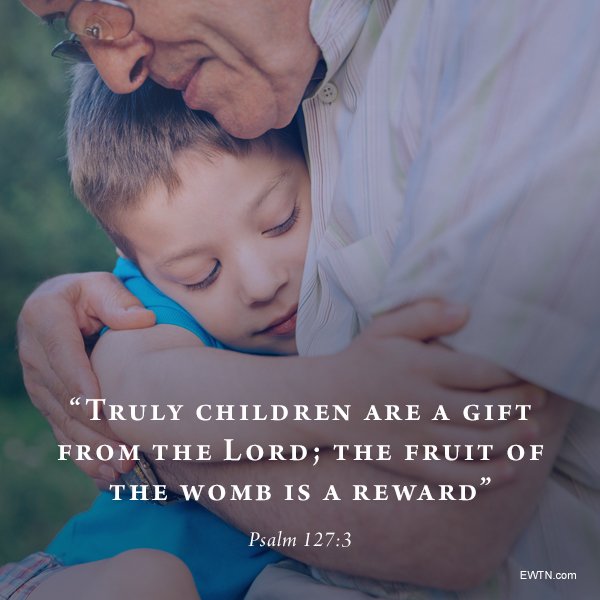 “Truly children are a gift
from the Lord; the fruit of
the womb is a reward”
Psalm 127:3
EWTN.com